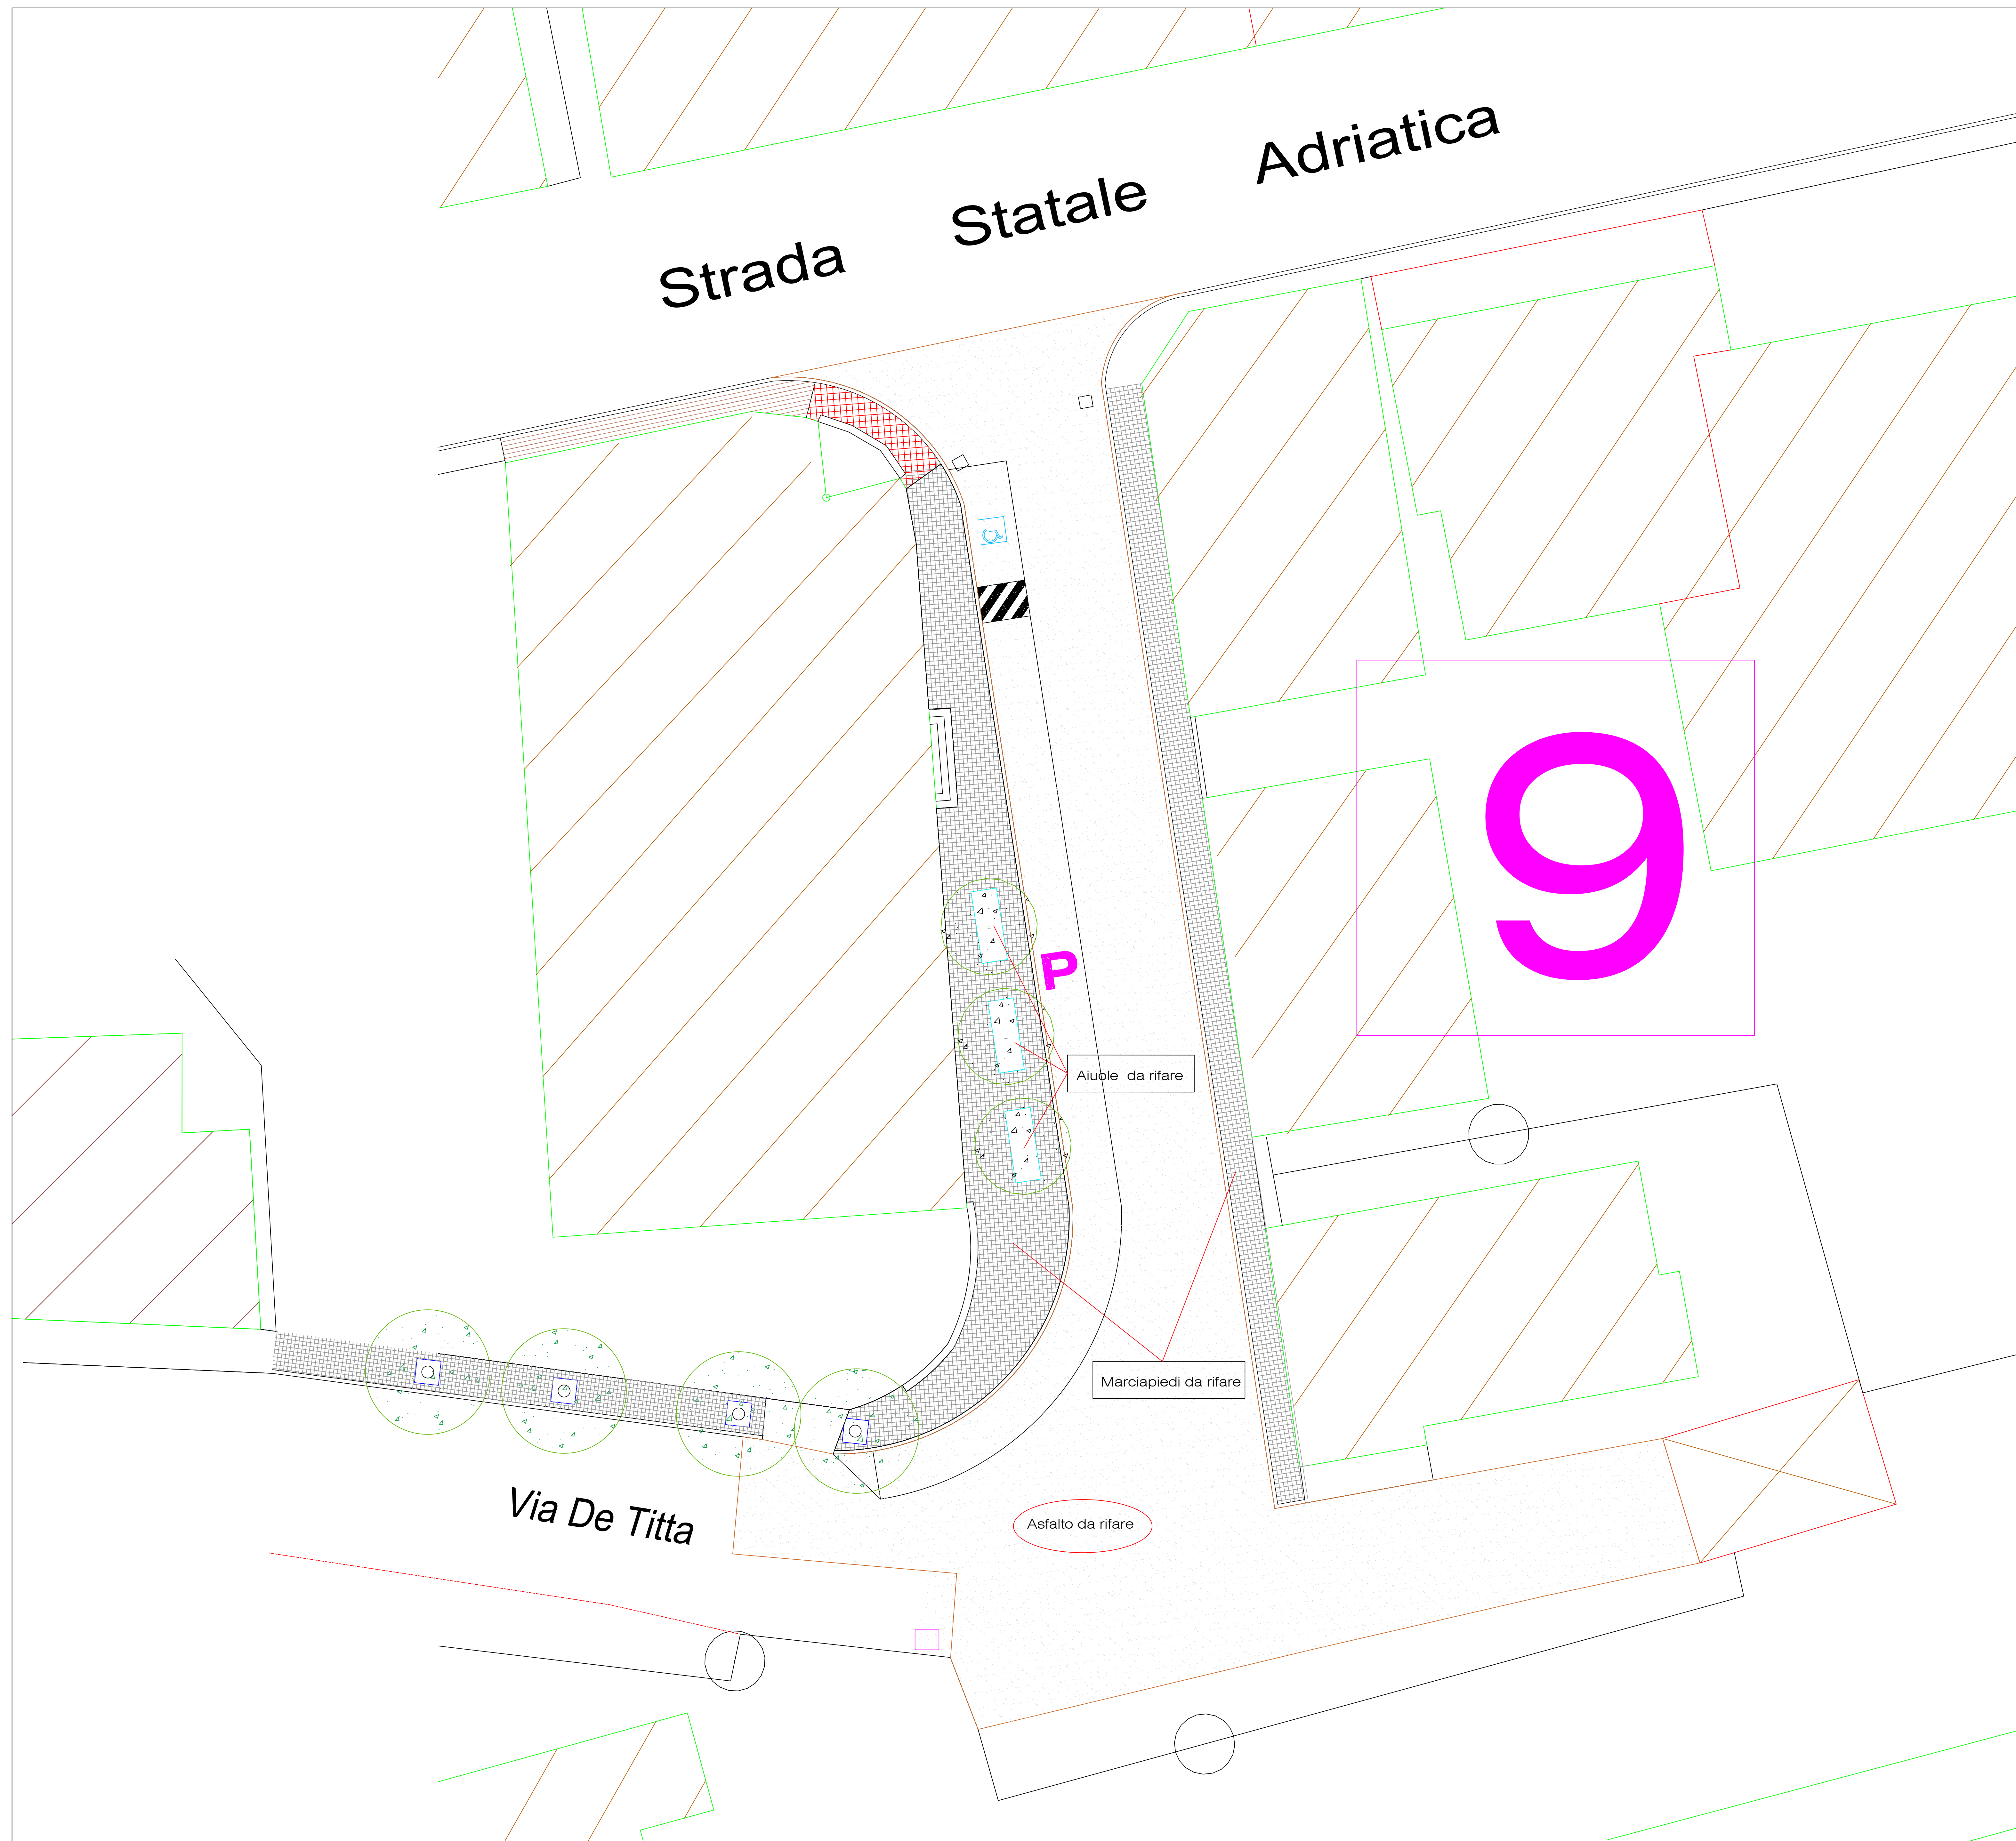 Strada Statale Adriatica
9
P
Aiuole da rifare
Marciapiedi da rifare
Via De Titta
Asfalto da rifare